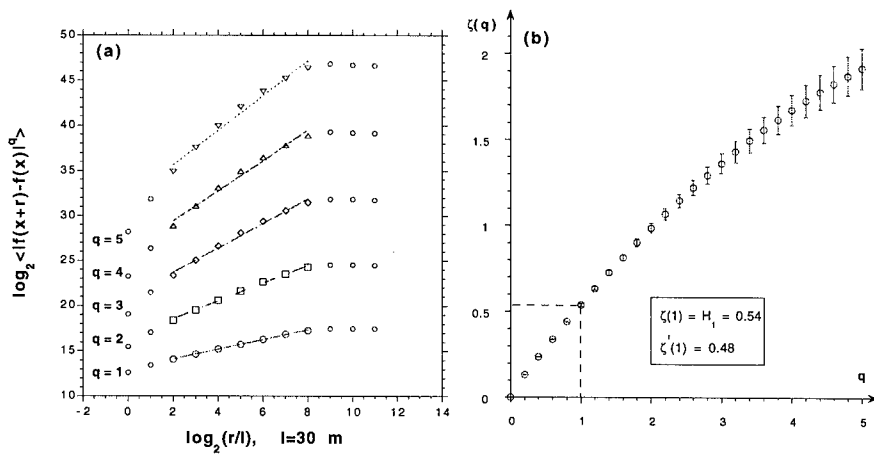 (a)
log₂<|f(x+r)-f(x)|^q>
50
45
40
35
30
25
20
15
10
q = 5
q = 4
q = 3
q = 2
q = 1
-2 0 2 4 6 8 10 12 14
log₂(r/l), l=30 m
ζ(q)
(b)
2
1.5
1
0.5
0
ζ(1) = H₁ = 0.54
ζ'(1) = 0.48
q
0 1 2 3 4 5